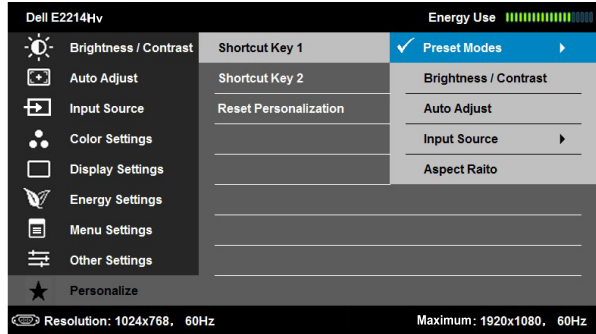 Dell E2214Hv
Energy Use
Brightness / Contrast
Auto Adjust
Input Source
Color Settings
Display Settings
Energy Settings
Menu Settings
Other Settings
Personalize
Shortcut Key 1
Shortcut Key 2
Reset Personalization
Preset Modes
Brightness / Contrast
Auto Adjust
Input Source
Aspect Raito
Resolution: 1024x768, 60Hz
Maximum: 1920x1080, 60Hz